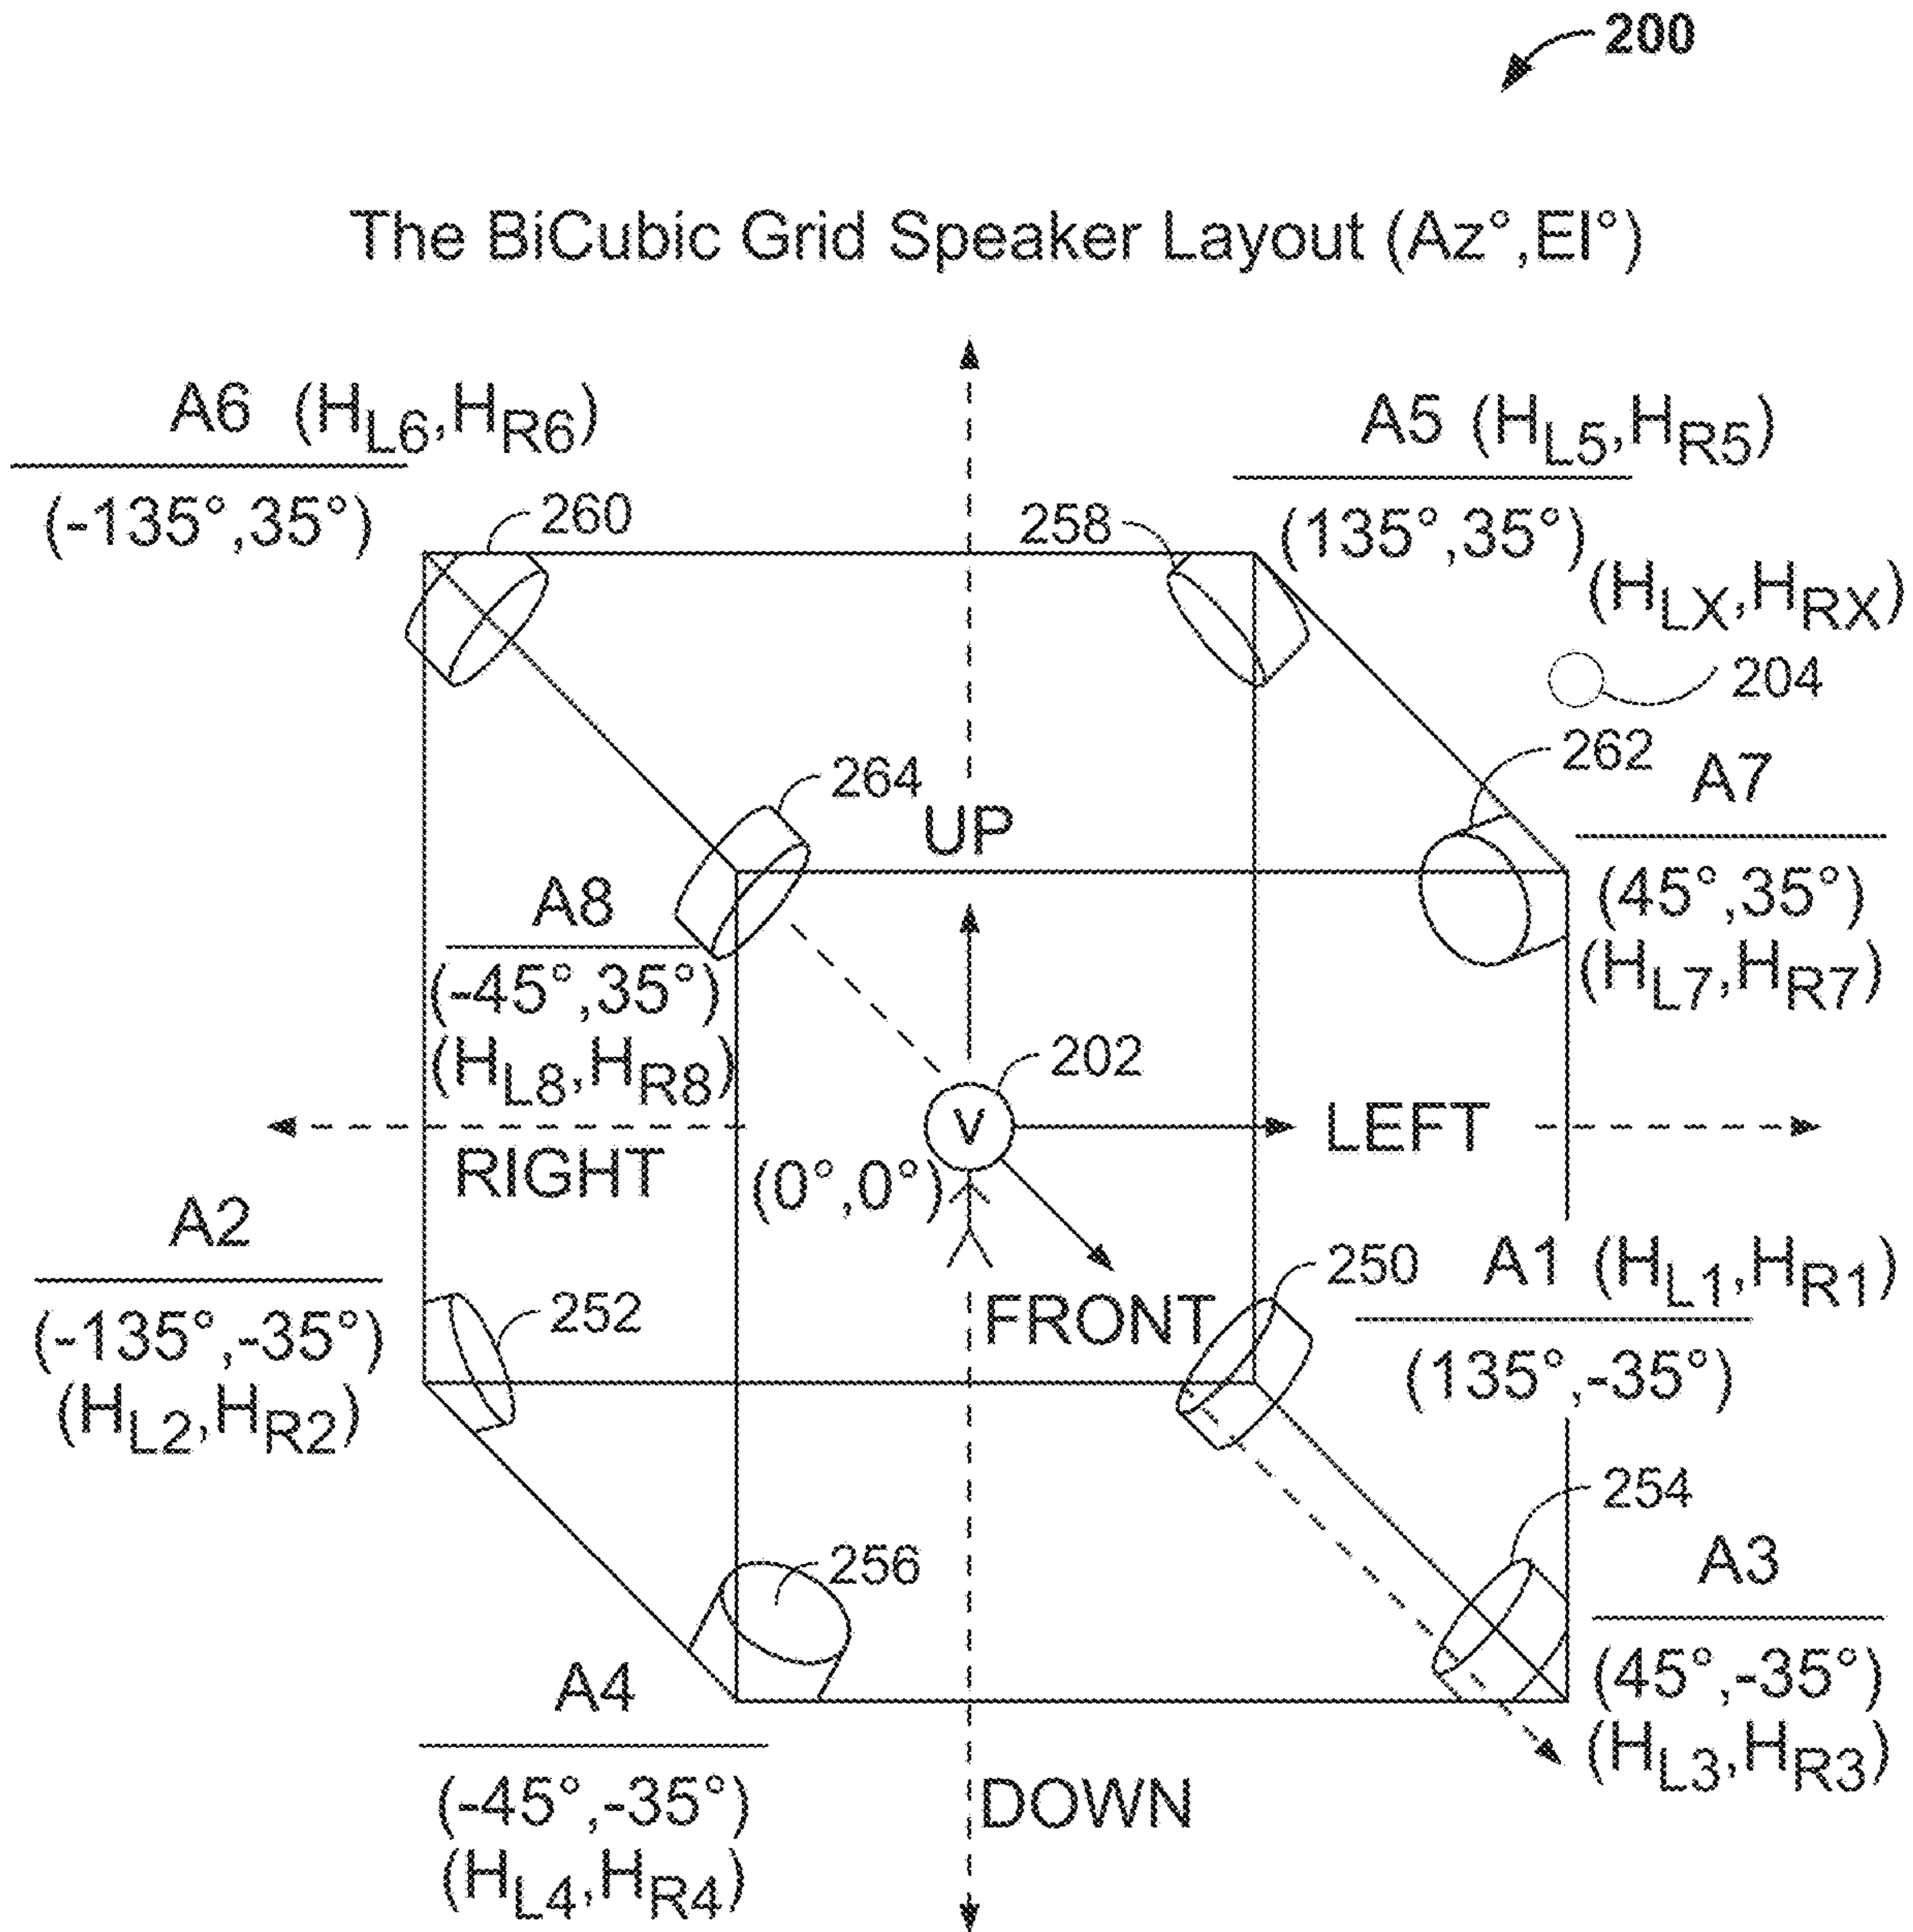 200
The BiCubic Grid Speaker Layout (Az°,El°)
A6 (HL6,HR6)
(-135°,35°)
260
A5 (HL5,HR5)
(135°,35°)
258
(HLX,HRX)
204
262
A7
(45°,35°)
(HL7,HR7)
264
UP
A8
(-45°,35°)
(HL8,HR8)
202
V
LEFT
RIGHT
(0°,0°)
FRONT
A2
(-135°,-35°)
(HL2,HR2)
252
250
A1 (HL1,HR1)
(135°,-35°)
254
A3
(45°,-35°)
(HL3,HR3)
256
A4
(-45°,-35°)
(HL4,HR4)
DOWN